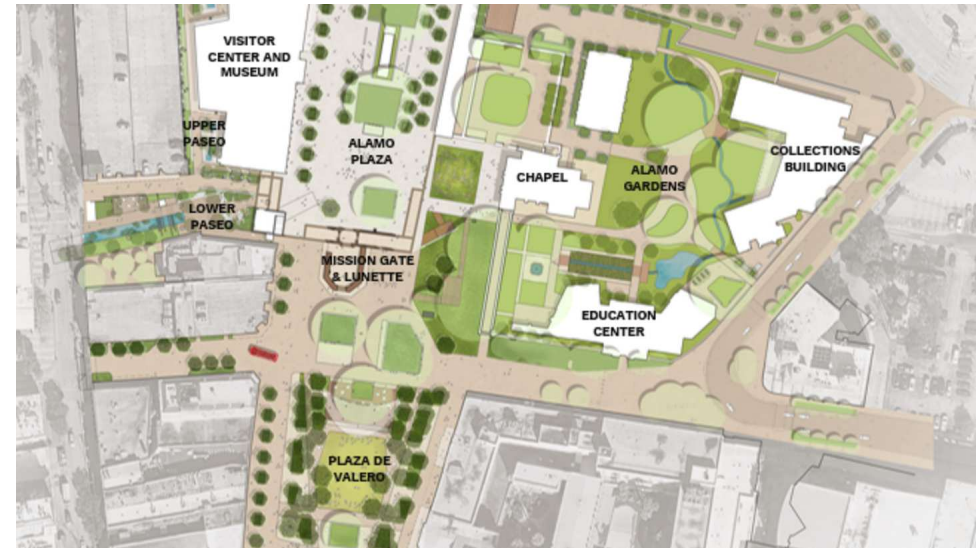 VISITOR
CENTER AND
MUSEUM
UPPER
PASEO
ALAMO
PLAZA
LOWER
PASEO
MISSION GATE
& LUNETTE
CHAPEL
ALAMO
GARDENS
COLLECTIONS
BUILDING
EDUCATION
CENTER
PLAZA DE
VALERO